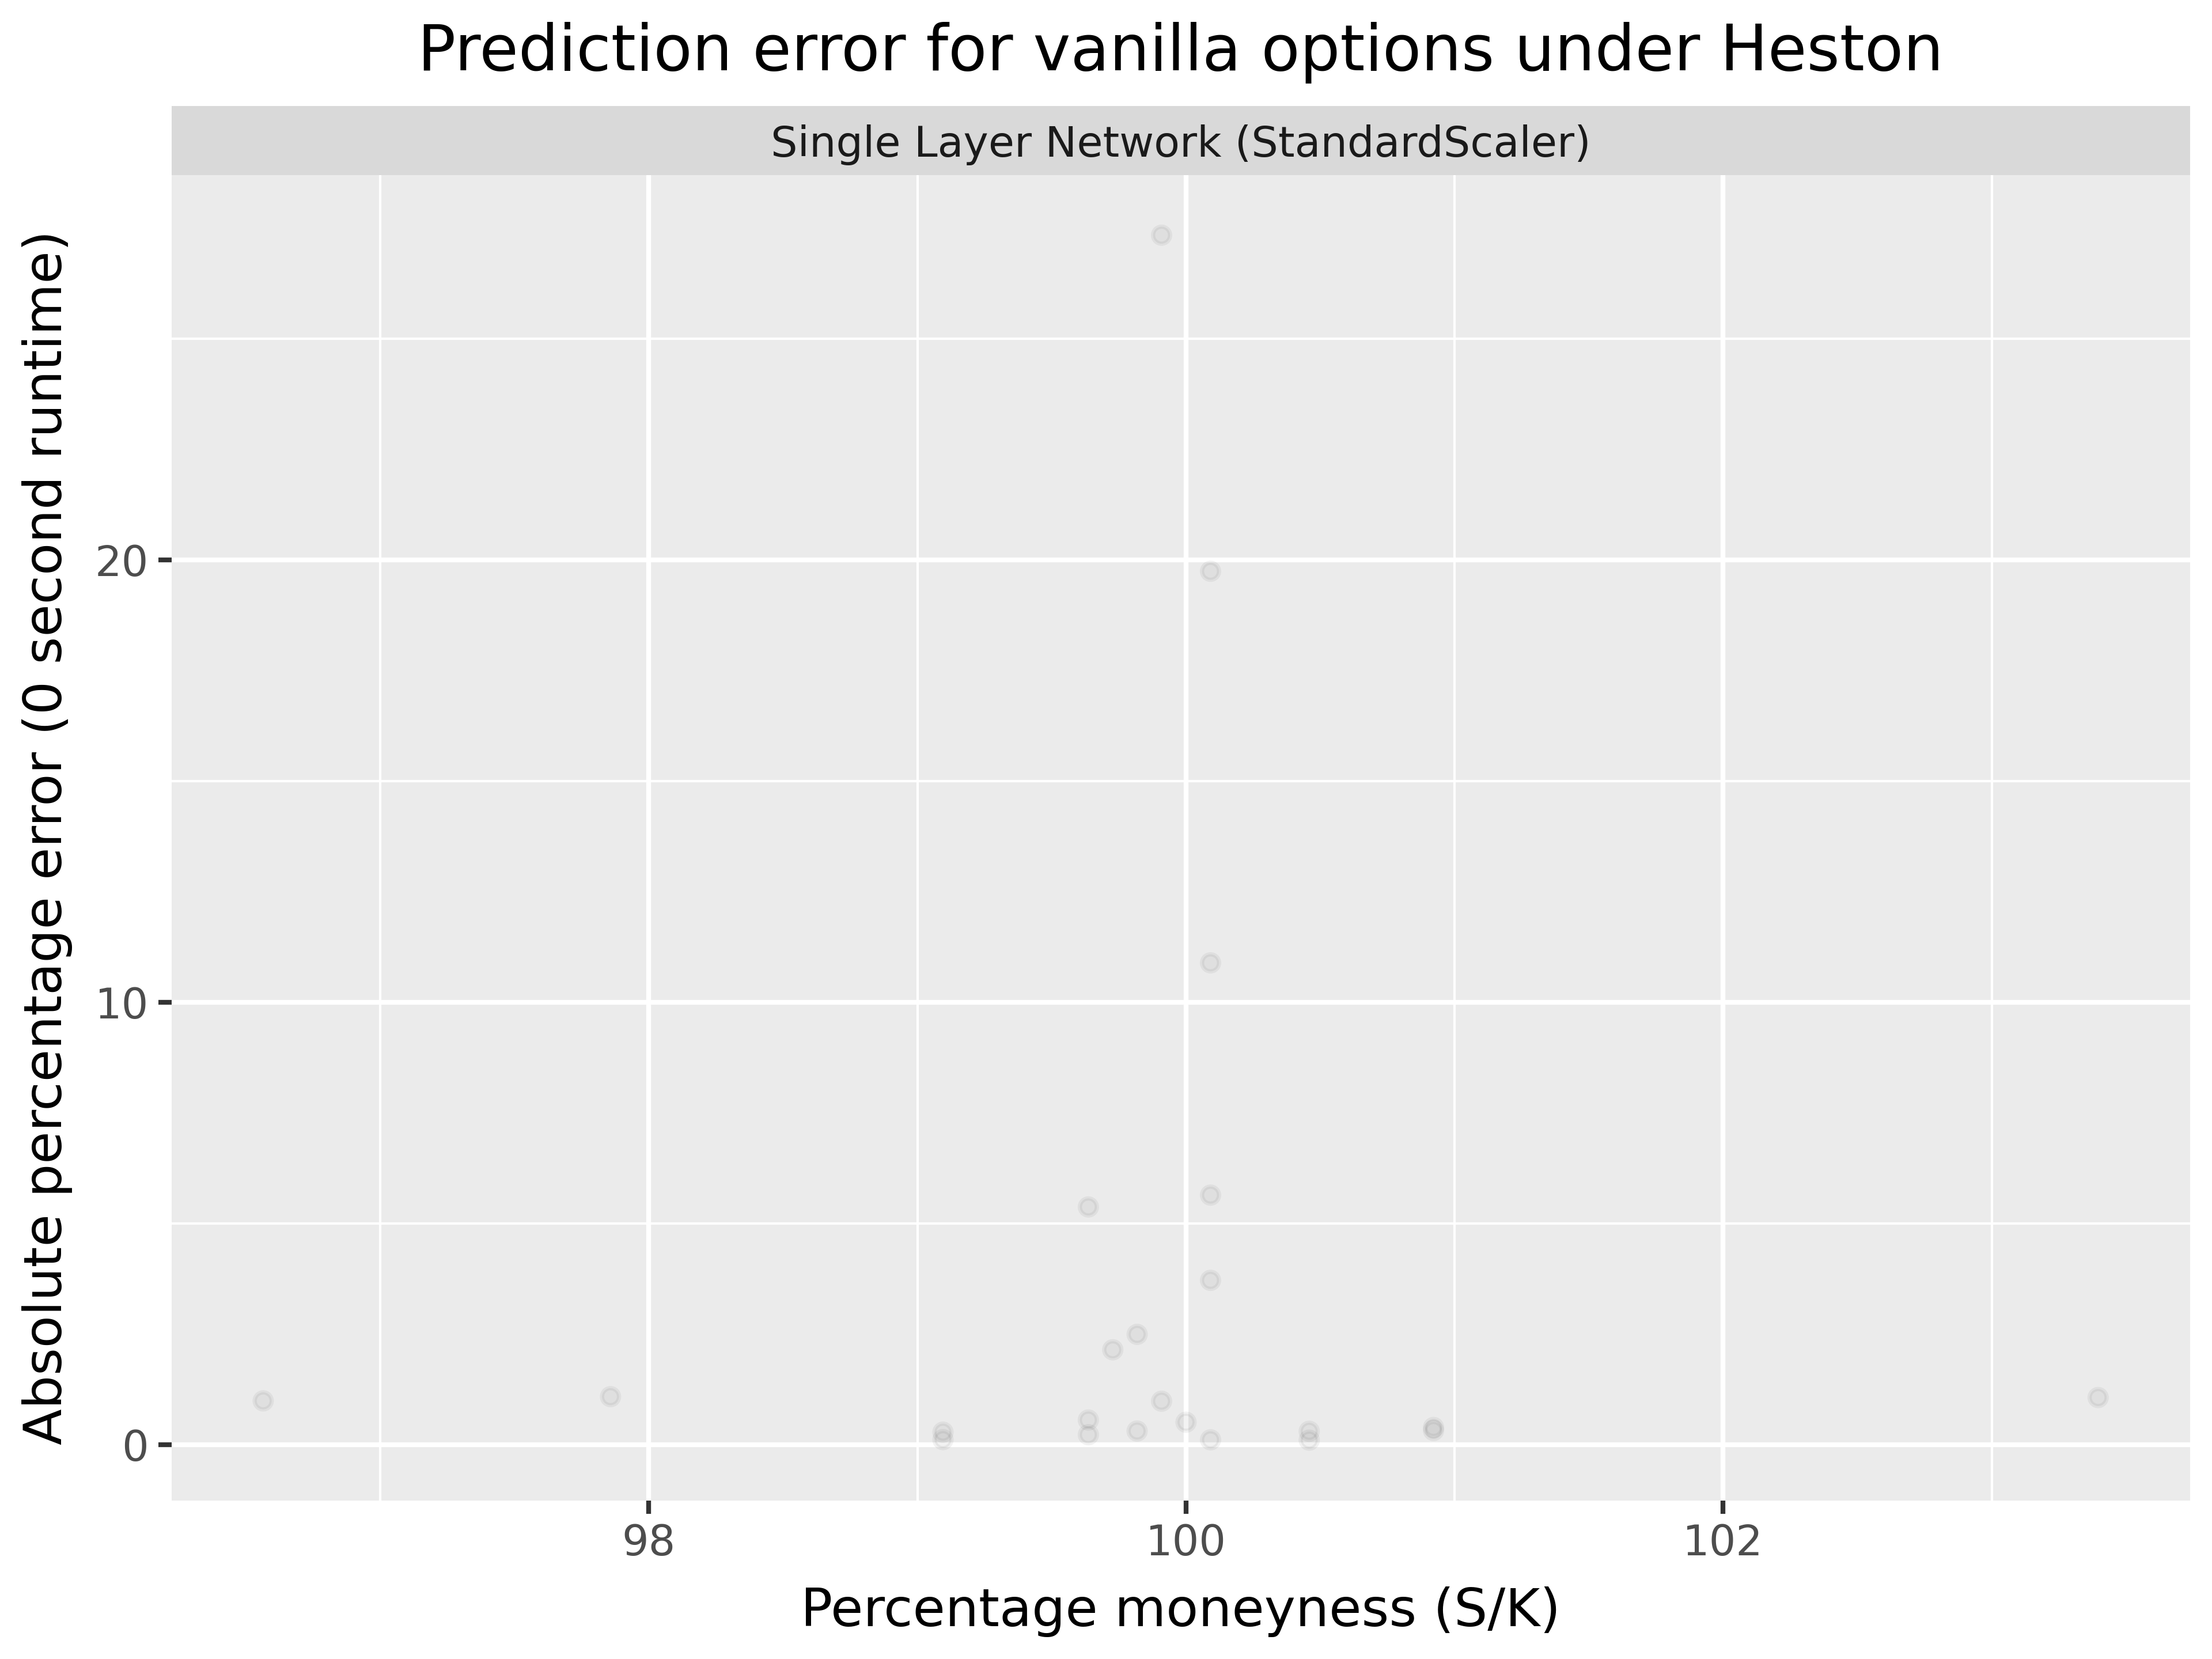 Prediction error for vanilla options under Heston
Single Layer Network (StandardScaler)
Absolute percentage error (0 second runtime)
20
10
0
98
100
102
Percentage moneyness (S/K)